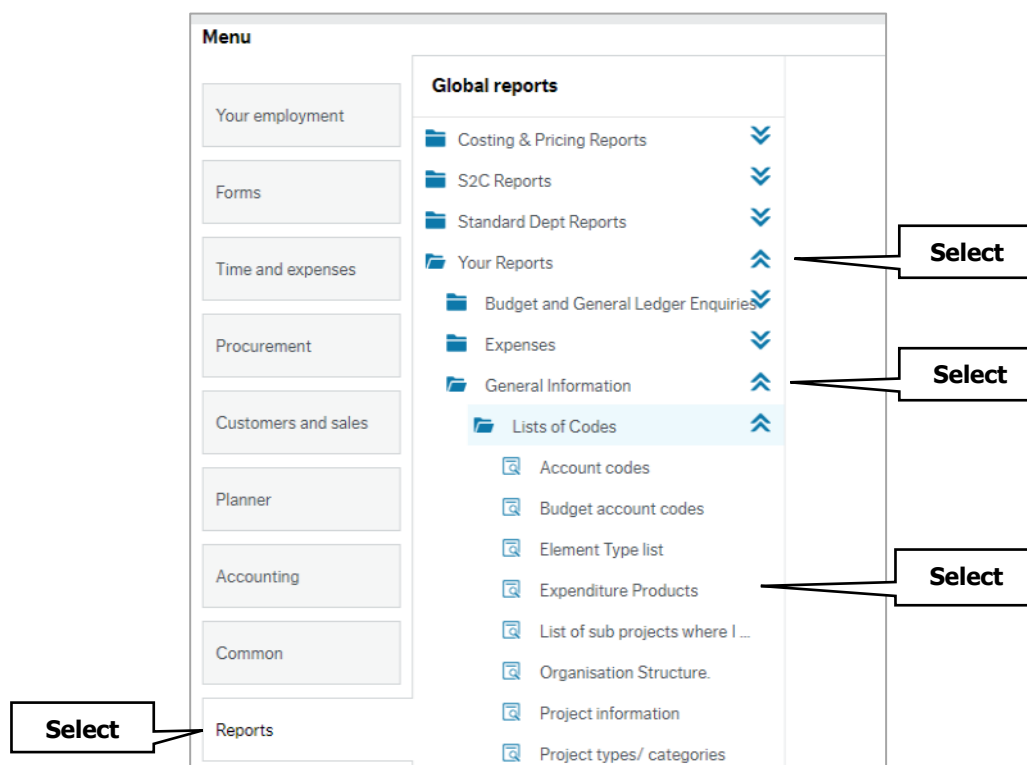 Menu
Your employment
Forms
Time and expenses
Procurement
Customers and sales
Planner
Accounting
Common
Reports
Global reports
Costing & Pricing Reports
S2C Reports
Standard Dept Reports
Your Reports
Budget and General Ledger Enquiries
Expenses
General Information
Lists of Codes
Account codes
Budget account codes
Element Type list
Expenditure Products
List of sub projects where I ...
Organisation Structure.
Project information
Project types/ categories
Select
Select
Select
Select